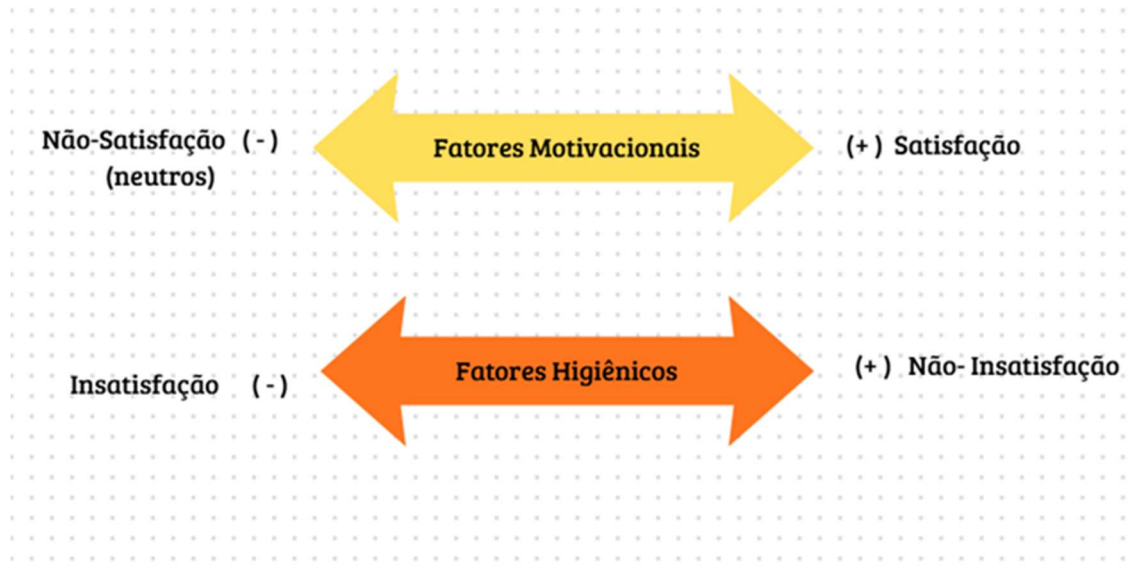 Não-Satisfação ( - )
(neutros)
Fatores Motivacionais
(+ ) Satisfação
Insatisfação ( - )
Fatores Higiênicos
(+ ) Não- Insatisfação